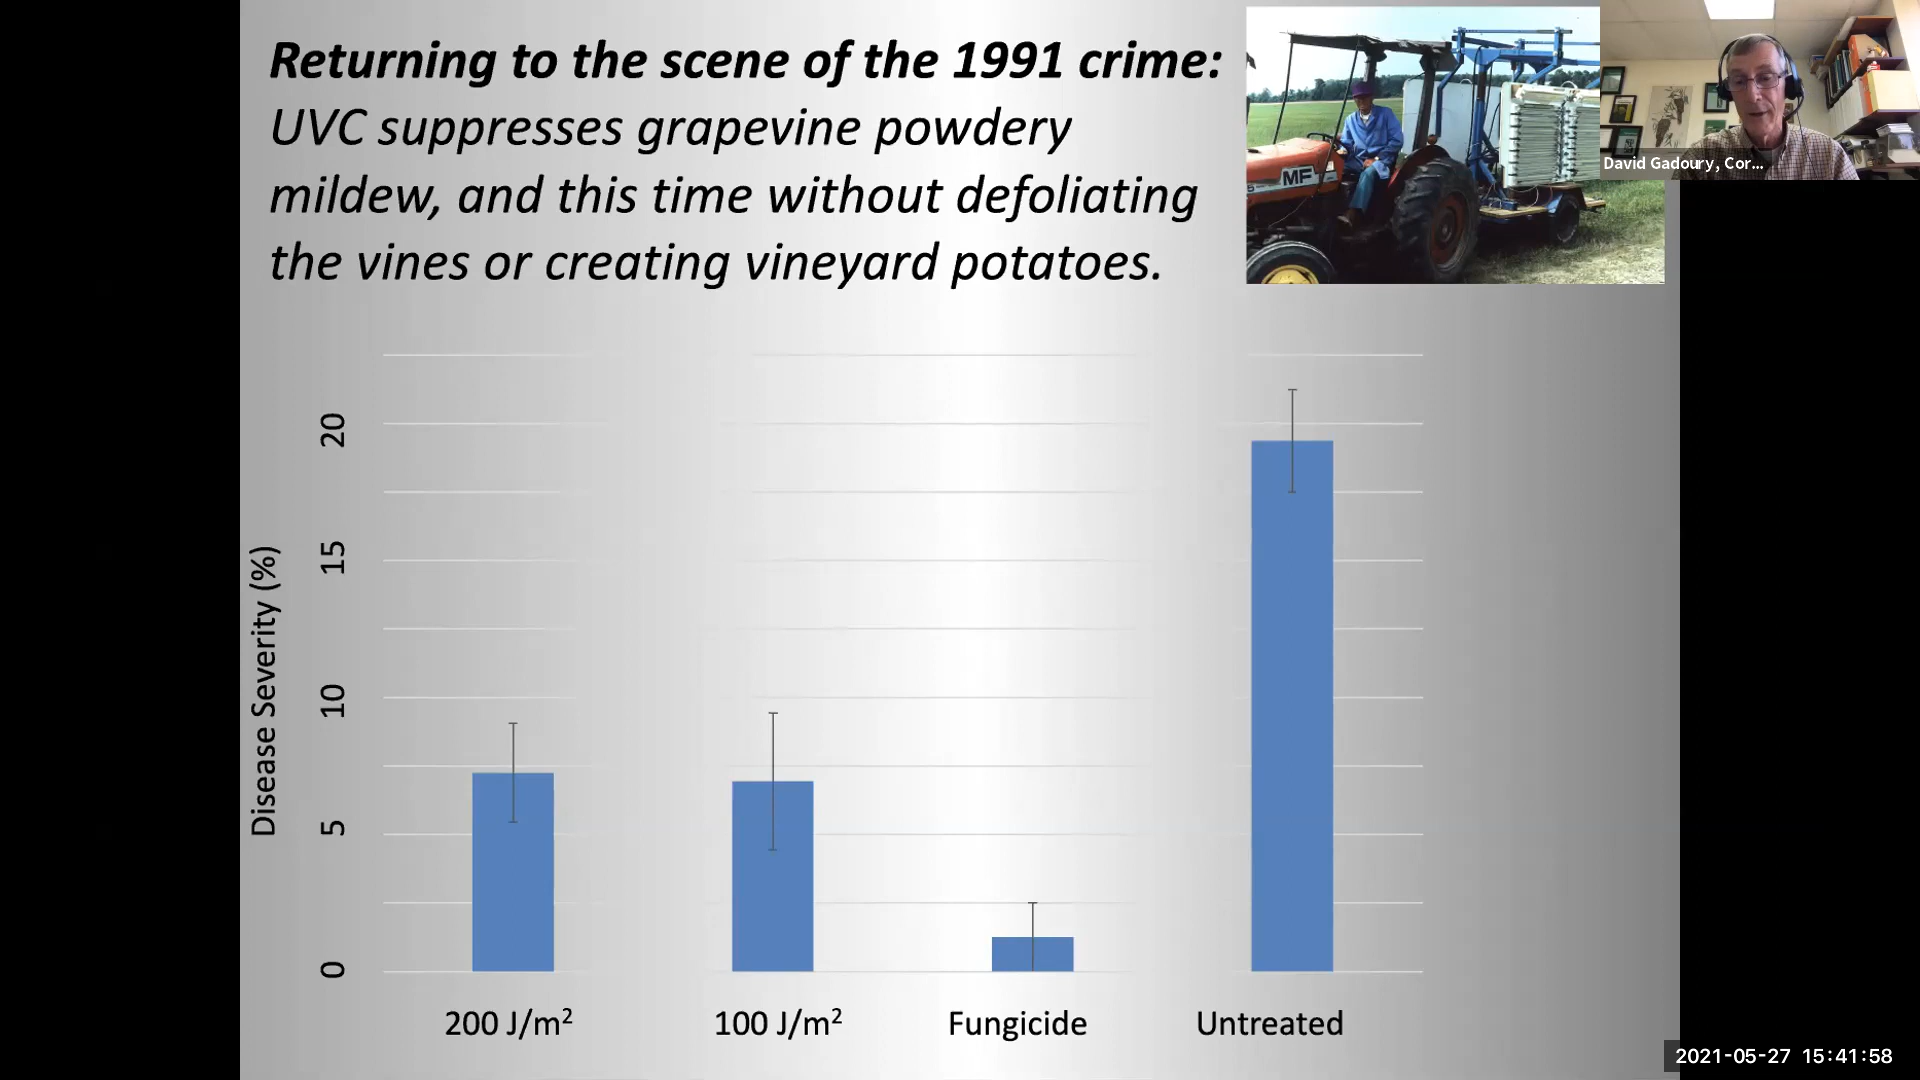 Returning to the scene of the 1991 crime:
UVC suppresses grapevine powdery
mildew, and this time without defoliating
the vines or creating vineyard potatoes.
MF
David Gadoury, Cor...
Disease Severity (%)
20
15
10
5
0
200 J/m²
100 J/m²
Fungicide
Untreated
2021-05-27 15:41:58